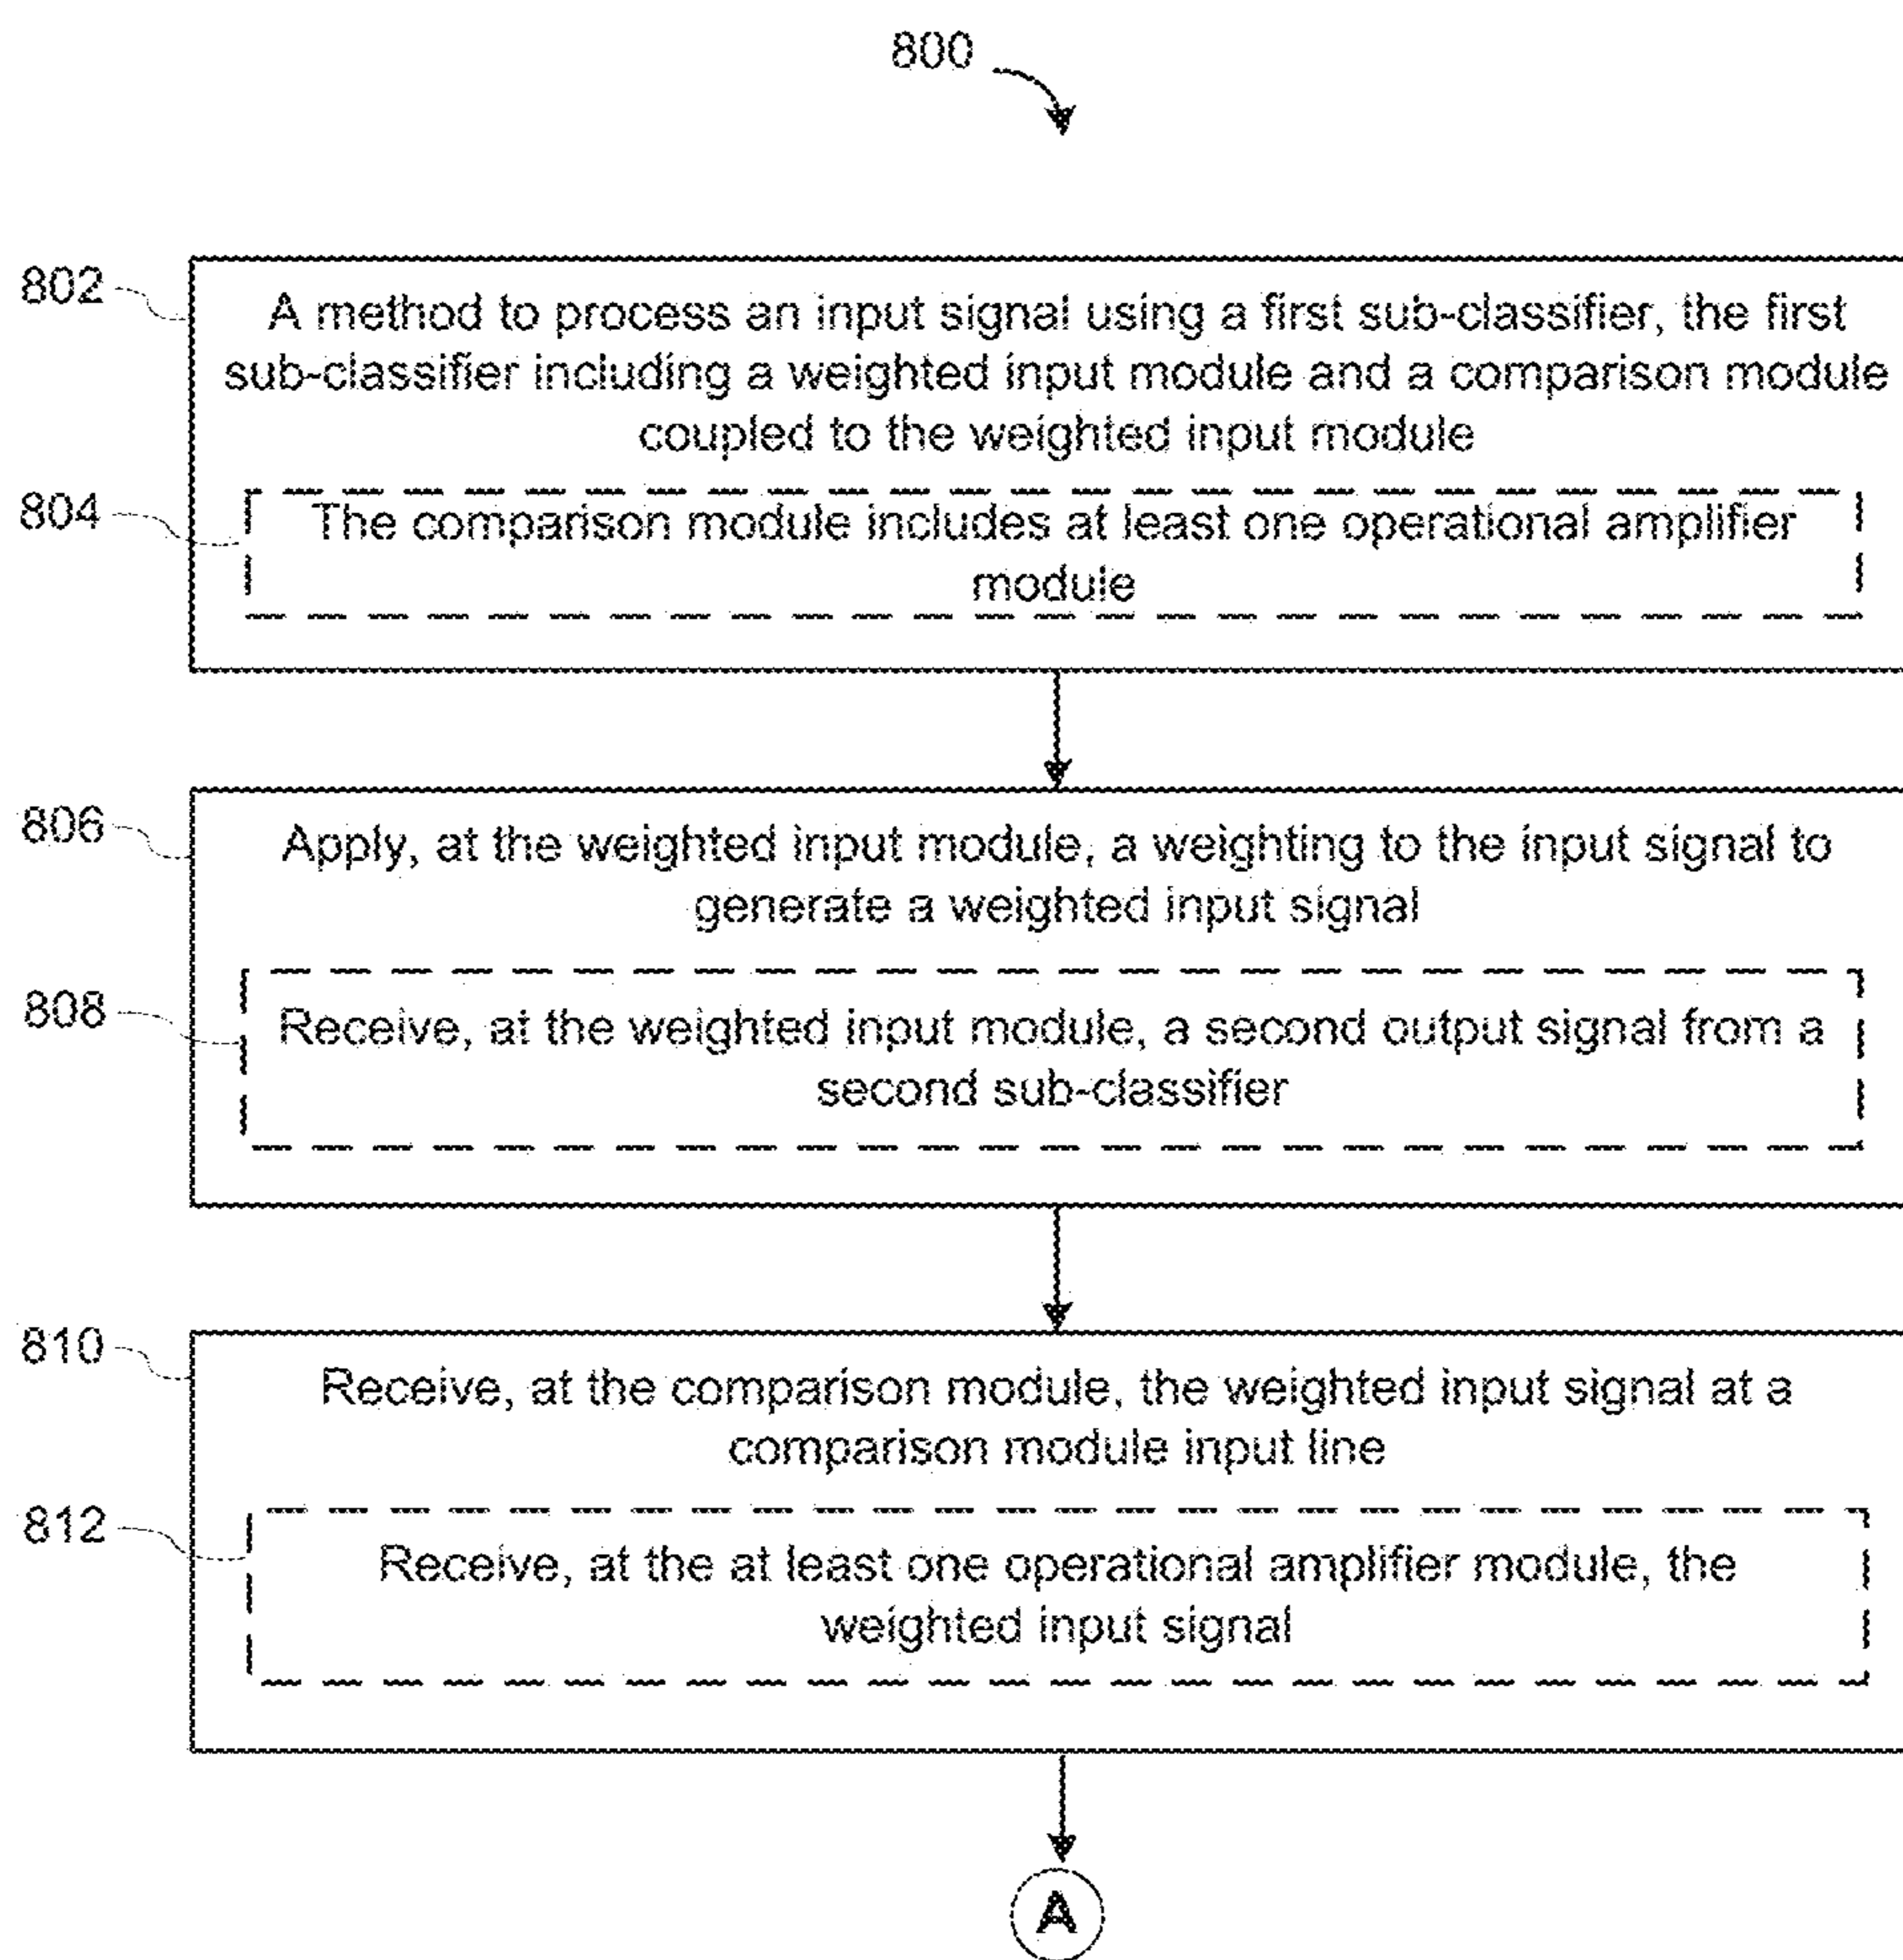 800
802
A method to process an input signal using a first sub-classifier, the first
sub-classifier including a weighted input module and a comparison module
coupled to the weighted input module
804
The comparison module includes at least one operational amplifier
module
806
Apply, at the weighted input module, a weighting to the input signal to
generate a weighted input signal
808
Receive, at the weighted input module, a second output signal from a
second sub-classifier
810
Receive, at the comparison module, the weighted input signal at a
comparison module input line
812
Receive, at the at least one operational amplifier module, the
weighted input signal
A